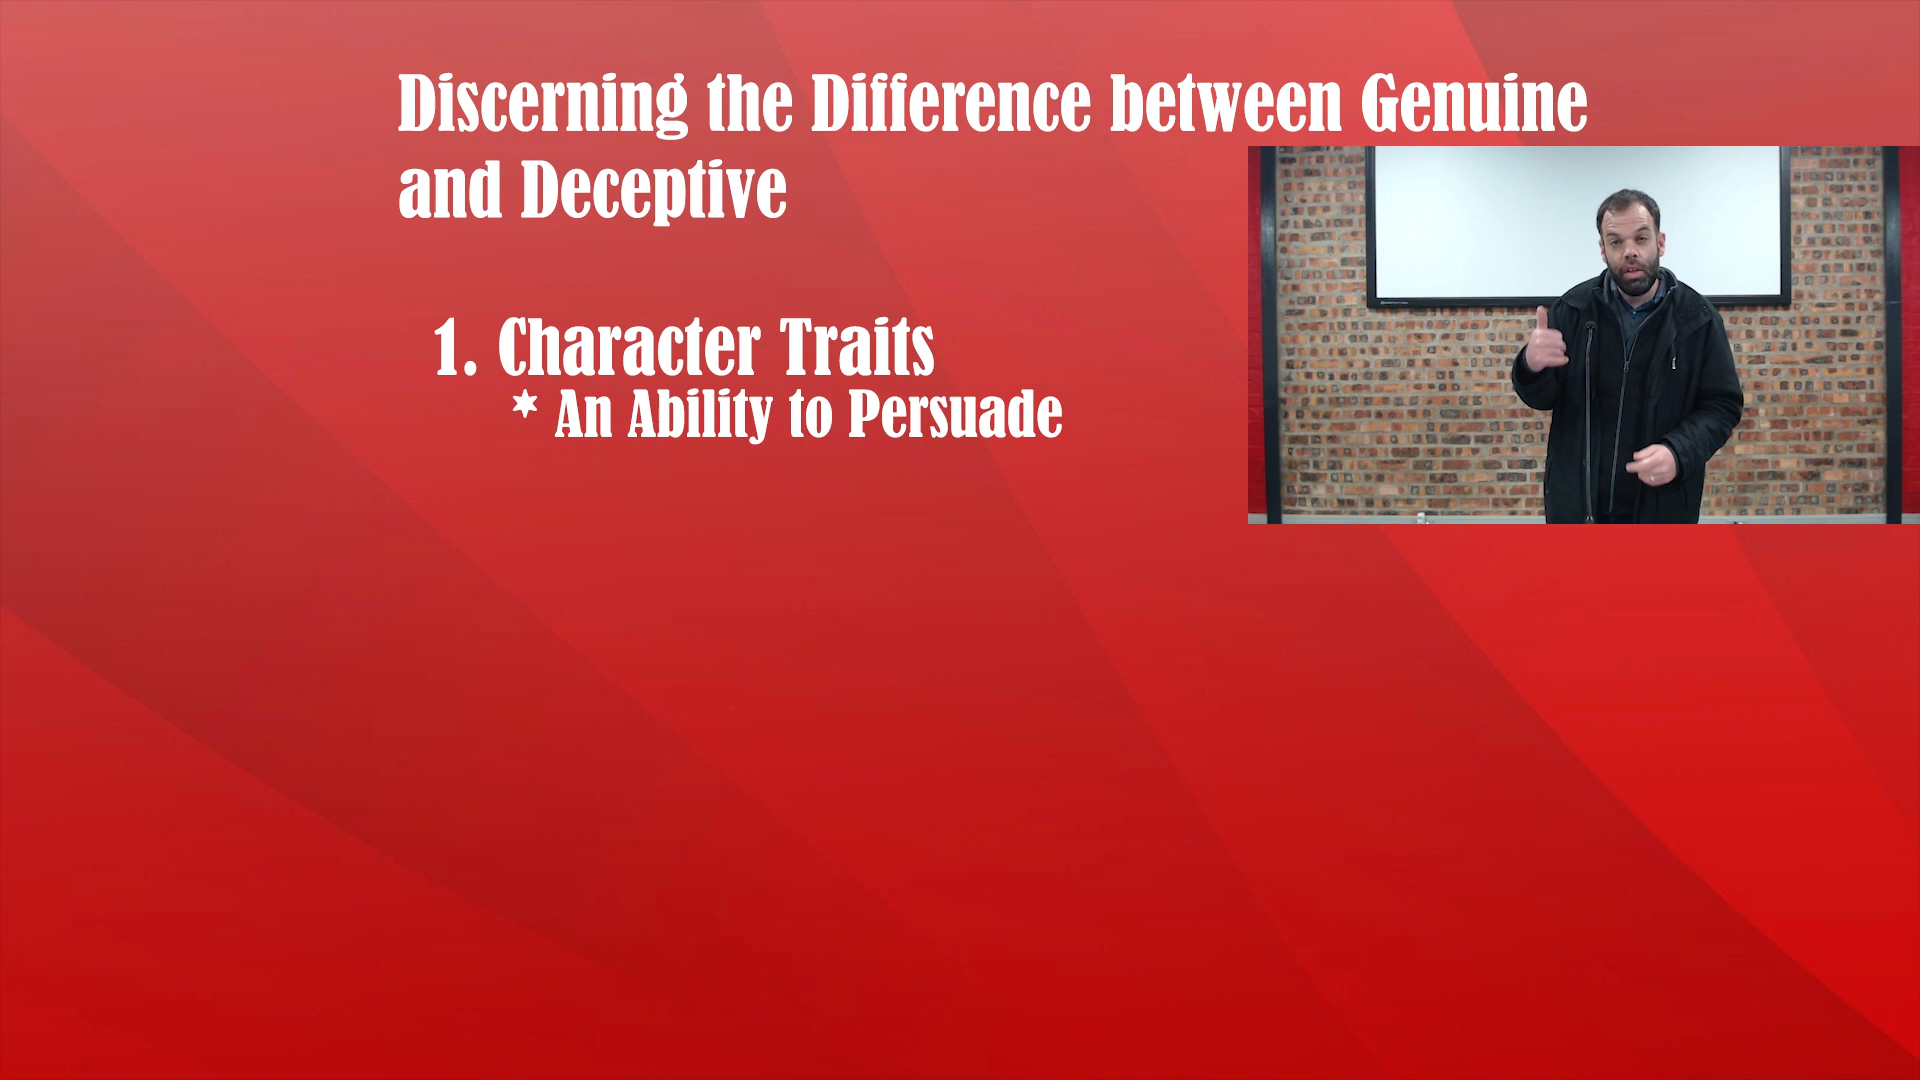 Discerning the Difference between Genuine
and Deceptive
1. Character Traits
* An Ability to Persuade